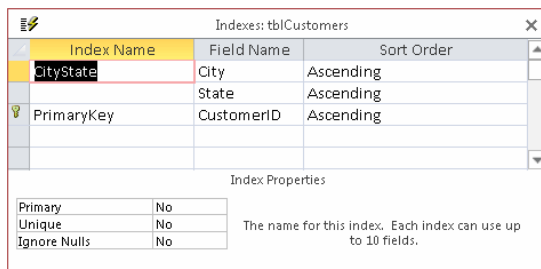 Indexes: tblCustomers
Index Name Field Name Sort Order
CityState City Ascending
State Ascending
PrimaryKey CustomerID Ascending
Index Properties
Primary No
Unique No
Ignore Nulls No
The name for this index. Each index can use up
to 10 fields.